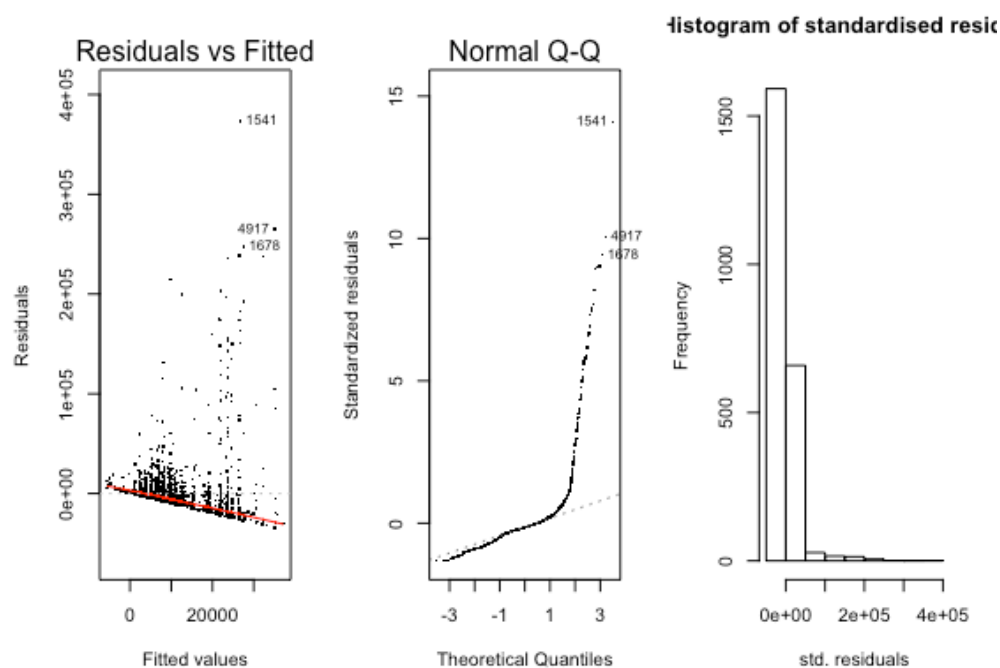 Histogram of standardised resid
Residuals vs Fitted
Normal Q-Q
Residuals
0e+00
1e+05
2e+05
3e+05
4e+05
1541
4917
1678
0
20000
Fitted values
Standardized residuals
0
5
10
15
1541
4917
1678
-3
-1
1
3
Theoretical Quantiles
Frequency
0
500
1000
1500
0e+00
2e+05
4e+05
std. residuals